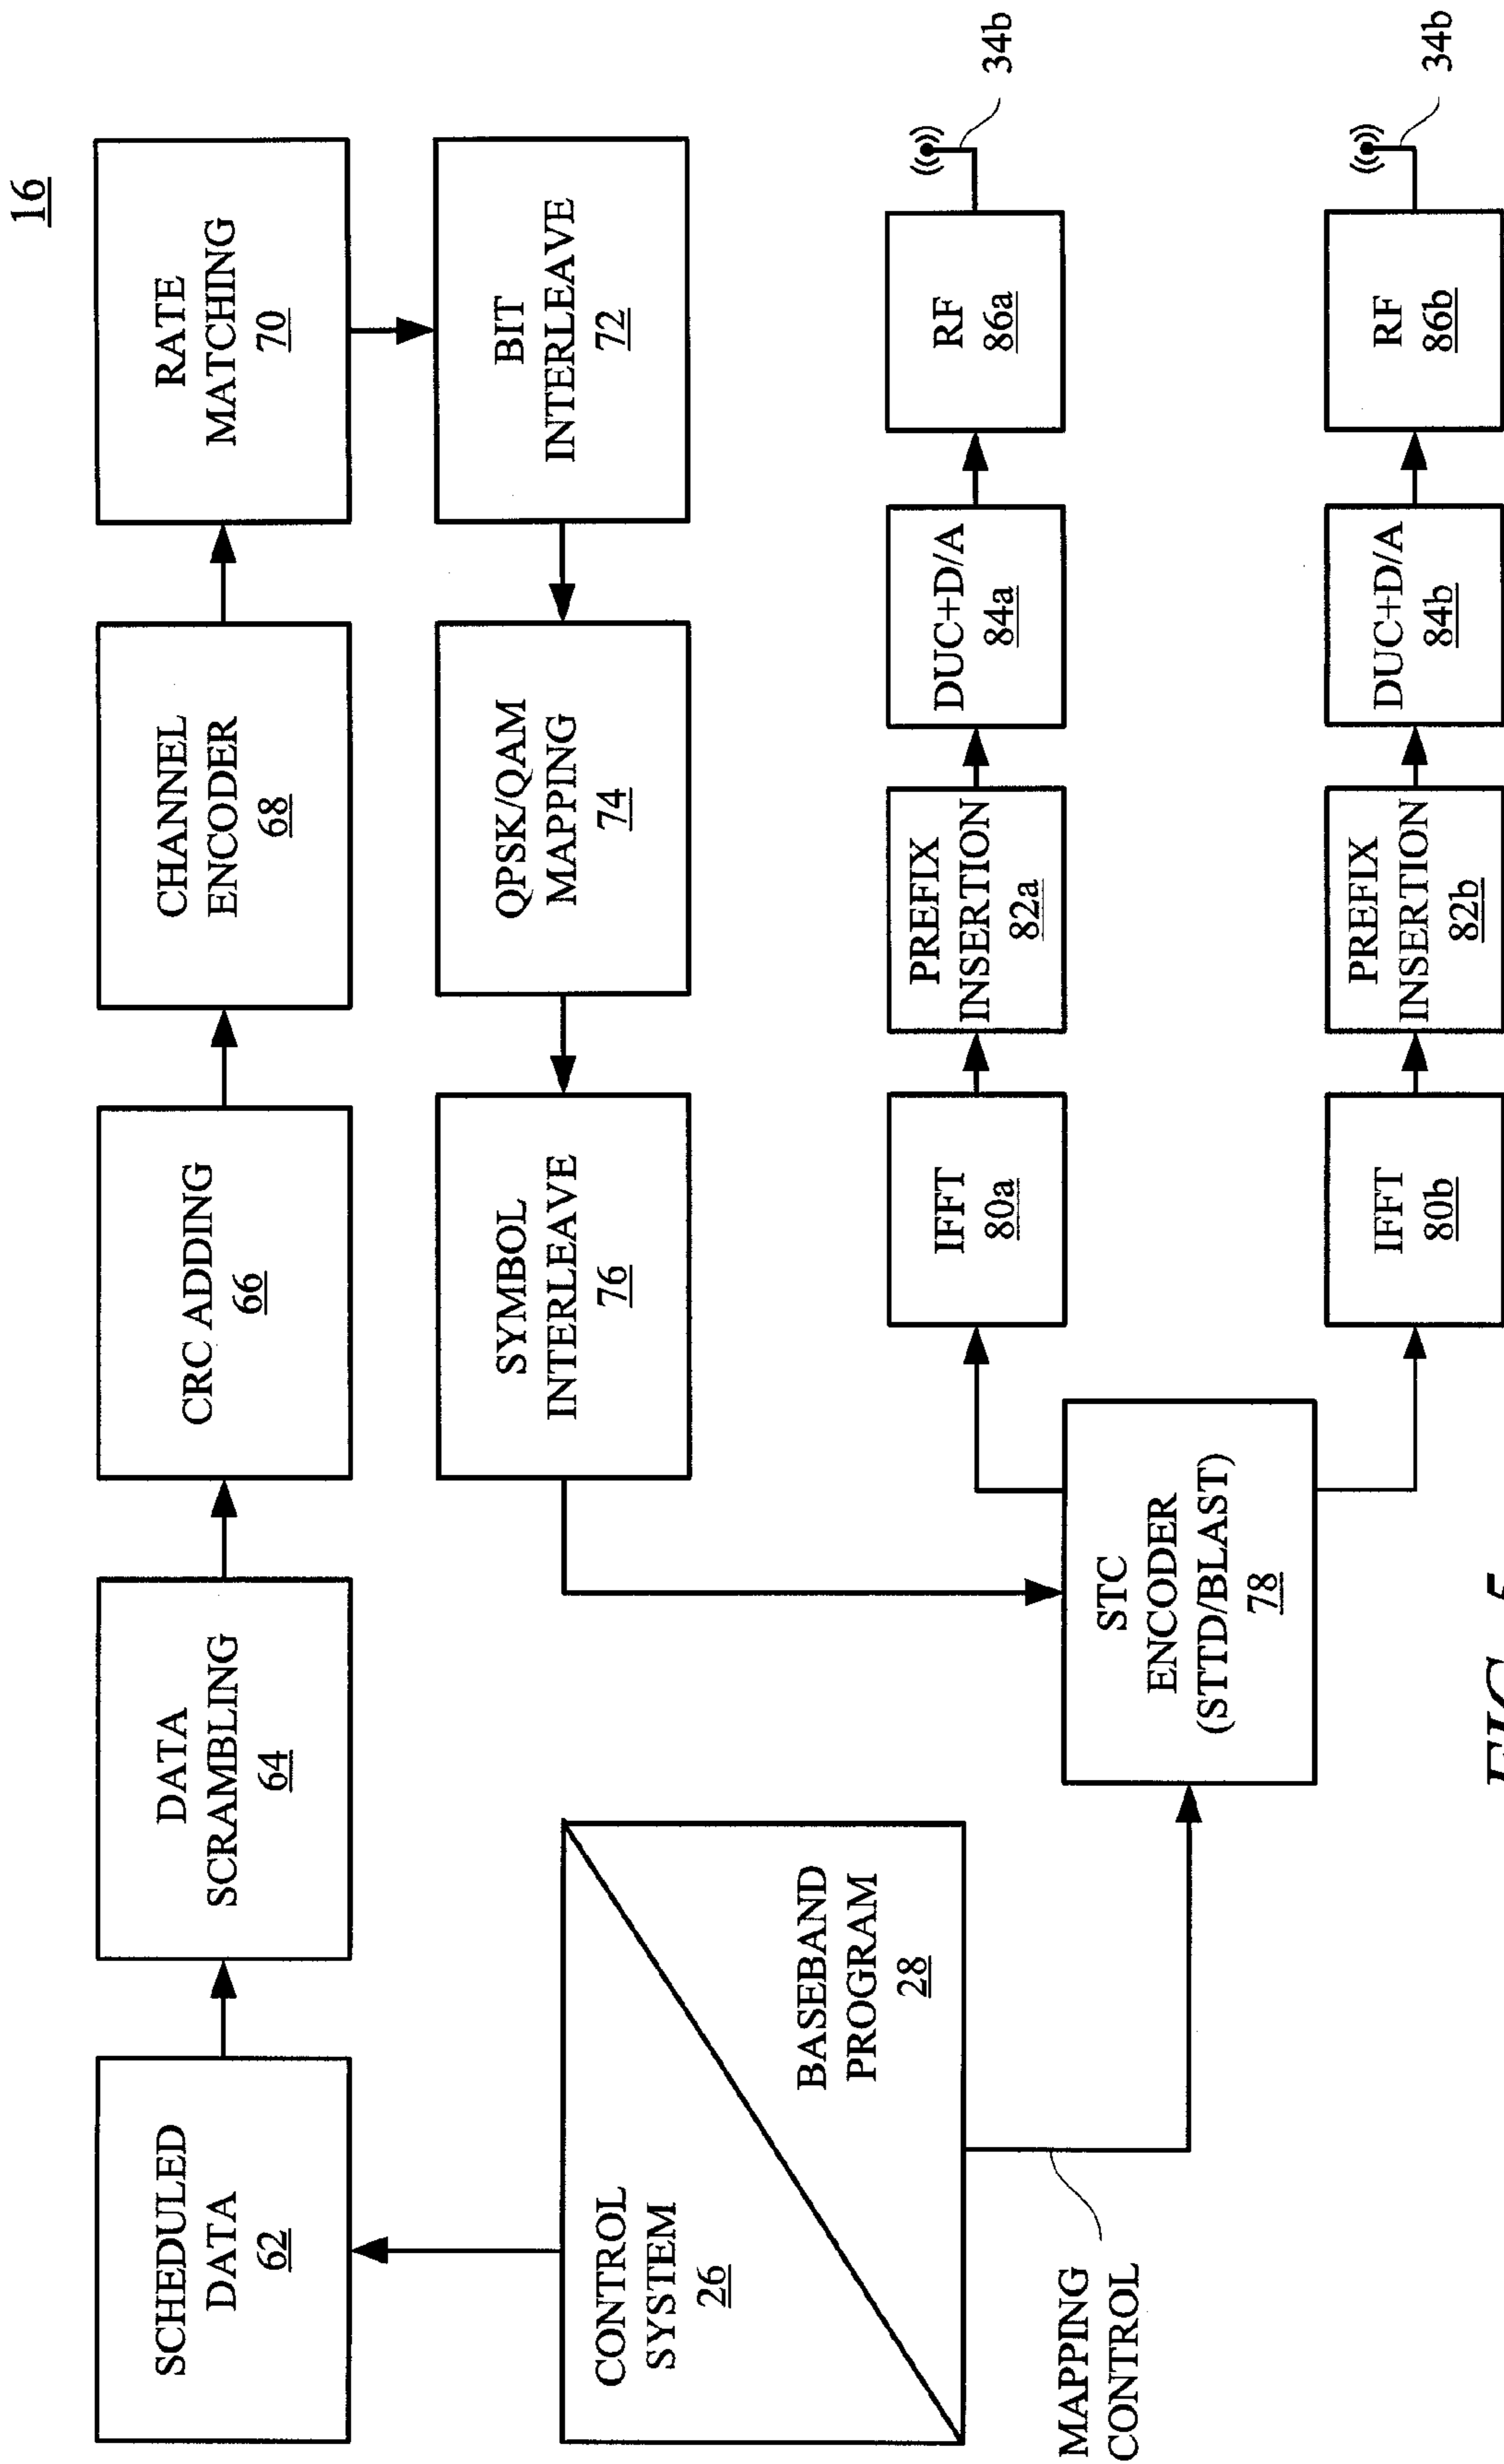 16
SCHEDULED
DATA
62
DATA
SCRAMBLING
64
CRC ADDING
66
CHANNEL
ENCODER
68
RATE
MATCHING
70
BIT
INTERLEAVE
72
QPSK/QAM
MAPPING
74
SYMBOL
INTERLEAVE
76
CONTROL
SYSTEM
26
BASEBAND
PROGRAM
28
MAPPING
CONTROL
STC
ENCODER
(STTD/BLAST)
78
IFFT
80a
PREFIX
INSERTION
82a
DUC+D/A
84a
RF
86a
34b
IFFT
80b
PREFIX
INSERTION
82b
DUC+D/A
84b
RF
86b
34b
FIG. 5